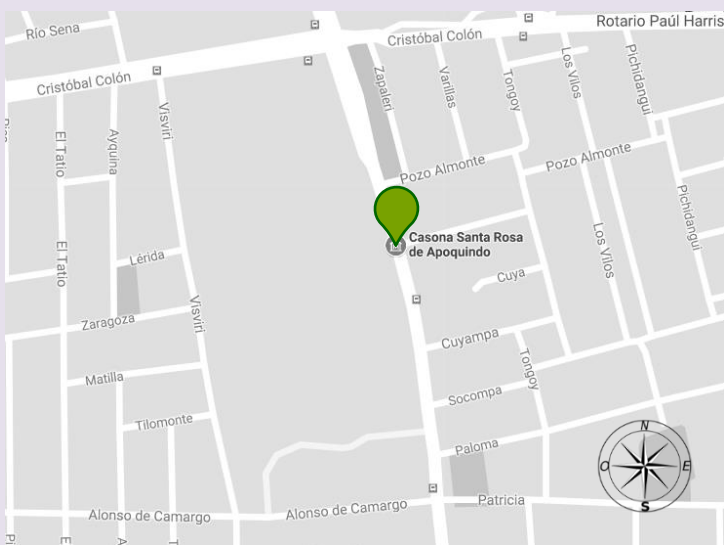 Río Sena
Cristóbal Colón
Rotario Paúl Harris
Cristóbal Colón
Zapaleri
Varillas
Tongoy
Los Vilos
Pichidangui
Visviri
El Tatio
Ayquina
Pozo Almonte
Pozo Almonte
Pichidangui
Casona Santa Rosa
de Apoquindo
Los Vilos
El Tatio
Lérida
Cuya
Visviri
Zaragoza
Cuyampa
Tongoy
Matilla
Socompa
Tilomonte
Paloma
N
O
E
S
Patricia
Alonso de Camargo
Alonso de Camargo